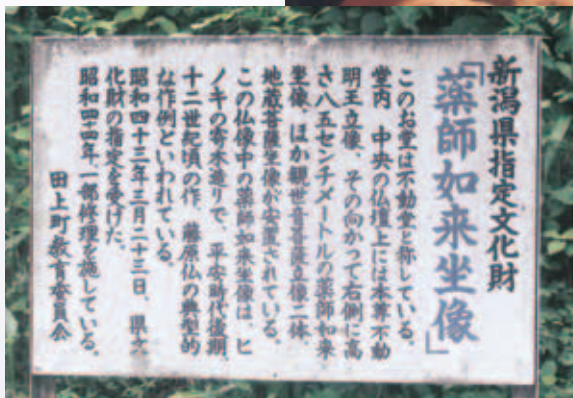 新潟県指定文化財
「薬師如来坐像」
このお堂は不動堂と称している。
堂内、中央の仏壇上には本尊不動
明王立像、その向かって右側に高
さ八五センチメートルの薬師如来
坐像、ほか観世音菩薩立像二体、
地蔵菩薩坐像が安置されている。
この仏像中の薬師如来坐像は、ヒ
ノキの寄木造りで、平安時代後期、
十二世紀頃の作、藤原仏の典型的
な作例といわれている。
昭和四十三年三月二十三日、県文
化財の指定を受けた。
昭和四四年、一部修理を施している。
田上町教育委員会